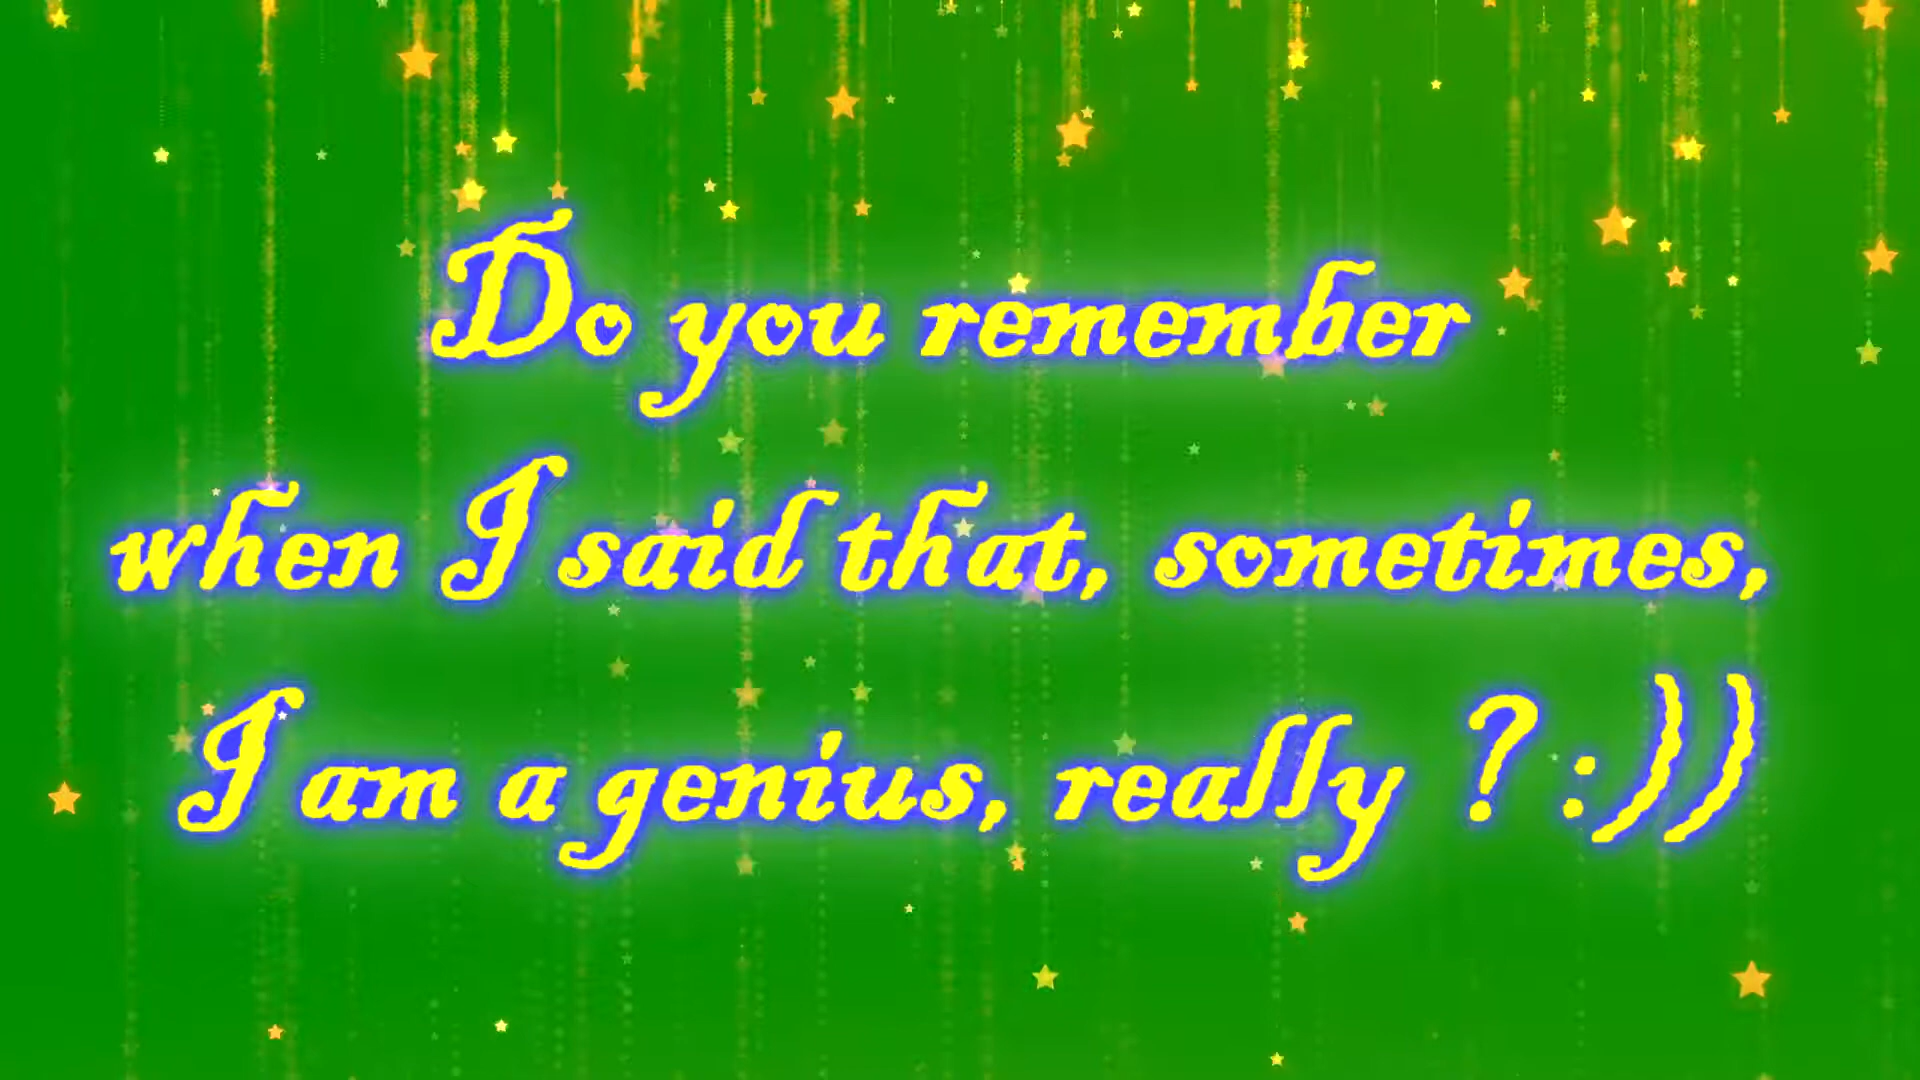 Do you remember
when I said that, sometimes,
I am a genius, really ? :))